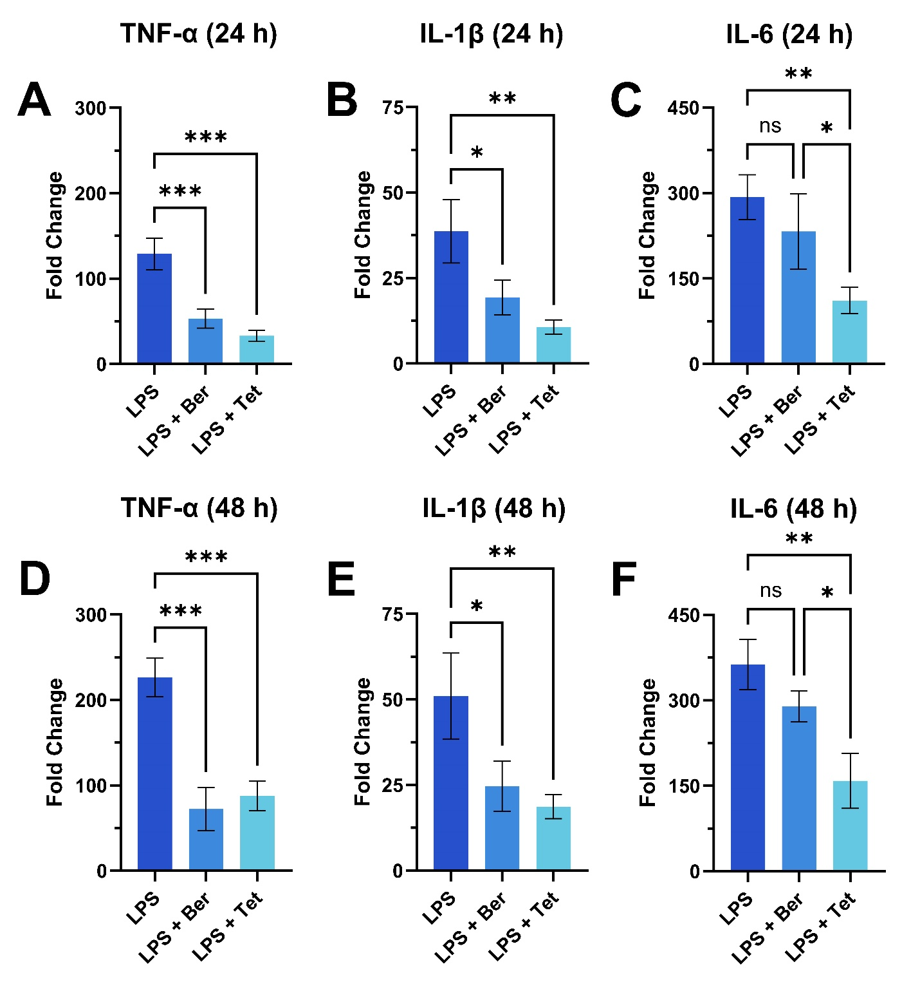 TNF-α (24 h)
IL-1β (24 h)
IL-6 (24 h)
A
Fold Change
300
200
100
0
***
***
LPS
LPS + Ber
LPS + Tet
B
Fold Change
75
50
25
0
**
*
LPS
LPS + Ber
LPS + Tet
C
Fold Change
450
300
150
0
**
ns
*
LPS
LPS + Ber
LPS + Tet
TNF-α (48 h)
IL-1β (48 h)
IL-6 (48 h)
D
Fold Change
300
200
100
0
***
***
LPS
LPS + Ber
LPS + Tet
E
Fold Change
75
50
25
0
**
*
LPS
LPS + Ber
LPS + Tet
F
Fold Change
450
300
150
0
**
ns
*
LPS
LPS + Ber
LPS + Tet